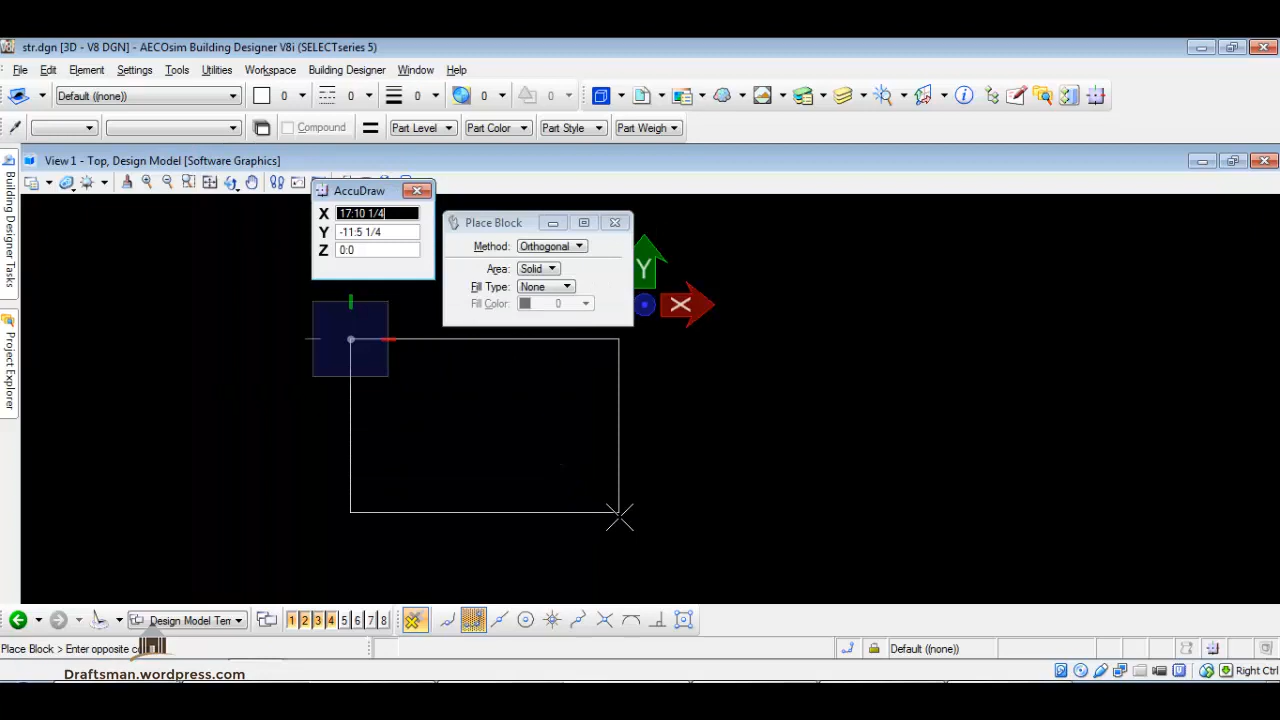 str.dgn [3D - V8 DGN] - AECOsim Building Designer V8i (SELECTseries 5)
File Edit Element Settings Tools Utilities Workspace Building Designer Window Help
Default ((none)) 0 0 0 0 0
Compound Part Level Part Color Part Style Part Weigh
View 1 - Top, Design Model [Software Graphics]
Building Designer
Project Explorer
AccuDraw
X 17:10 1/4
Y -11:5 1/4
Z 0:0
Place Block
Method: Orthogonal
Area: Solid
Fill Type: None
Fill Color: 0
Y
X
Design Model Tem 1 2 3 4 5 6 7 8
Place Block > Enter opposite Default ((none))
Draftsman.wordpress.com
Right Ctrl